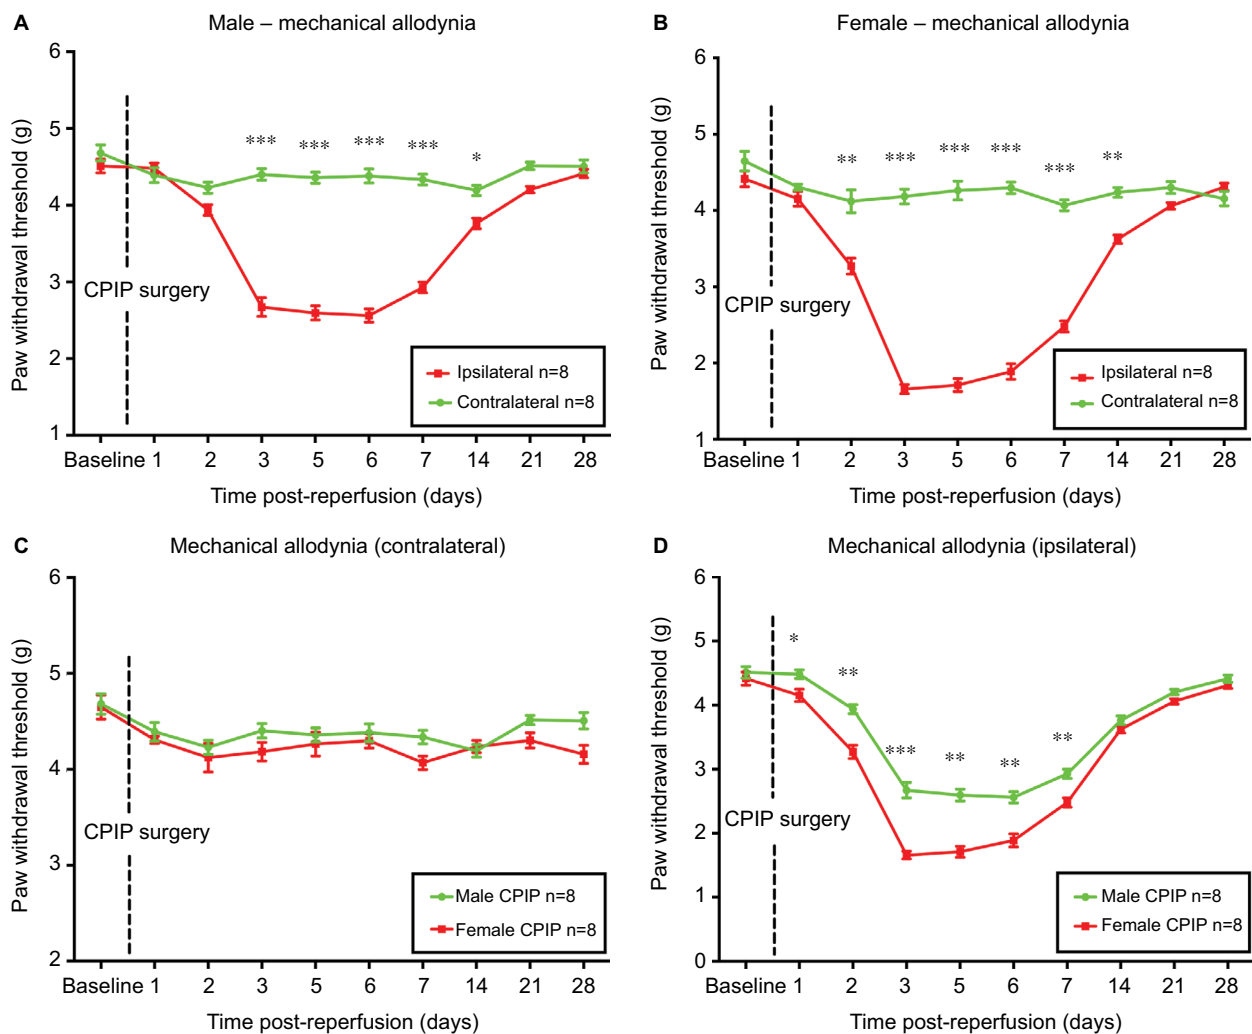 A
Male – mechanical allodynia
Paw withdrawal threshold (g)
6
5
4
3
2
1
***
***
***
***
*
CPIP surgery
Ipsilateral n=8
Contralateral n=8
Baseline 1 2 3 5 6 7 14 21 28
Time post-reperfusion (days)
B
Female – mechanical allodynia
Paw withdrawal threshold (g)
6
5
4
3
2
1
**
***
***
***
***
**
CPIP surgery
Ipsilateral n=8
Contralateral n=8
Baseline 1 2 3 5 6 7 14 21 28
Time post-reperfusion (days)
C
Mechanical allodynia (contralateral)
Paw withdrawal threshold (g)
6
5
4
3
2
CPIP surgery
Male CPIP n=8
Female CPIP n=8
Baseline 1 2 3 5 6 7 14 21 28
Time post-reperfusion (days)
D
Mechanical allodynia (ipsilateral)
Paw withdrawal threshold (g)
6
5
4
3
2
1
0
*
**
***
**
**
**
CPIP surgery
Male CPIP n=8
Female CPIP n=8
Baseline 1 2 3 5 6 7 14 21 28
Time post-reperfusion (days)